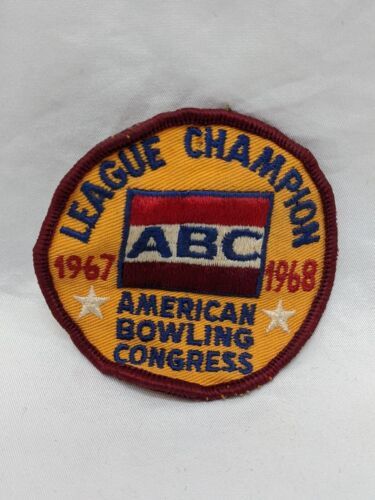 LEAGUE CHAMPION
1967 ABC 1968
AMERICAN
BOWLING
CONGRESS